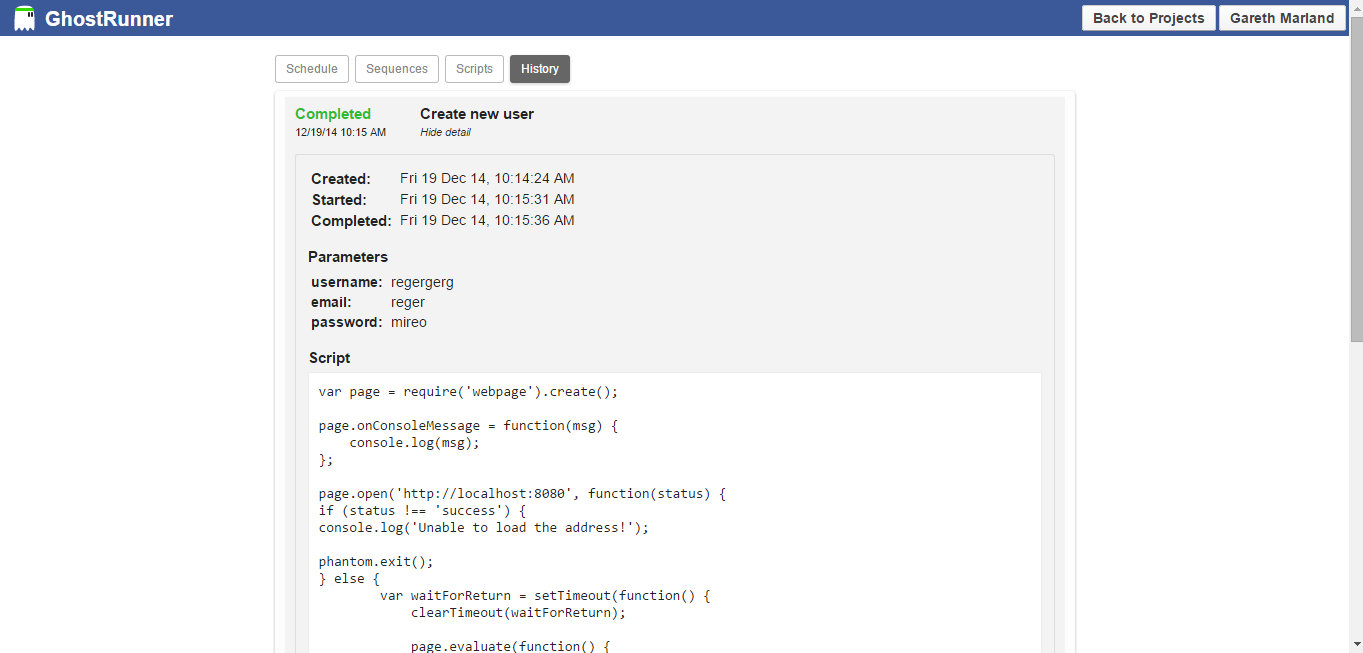 GhostRunner
Back to Projects
Gareth Marland
Schedule
Sequences
Scripts
History
Completed
Create new user
12/19/14 10:15 AM
Hide detail
Created: Fri 19 Dec 14, 10:14:24 AM
Started: Fri 19 Dec 14, 10:15:31 AM
Completed: Fri 19 Dec 14, 10:15:36 AM
Parameters
username: regergerg
email: reger
password: mireo
Script
var page = require('webpage').create();
page.onConsoleMessage = function(msg) {
    console.log(msg);
};
page.open('http://localhost:8080', function(status) {
if (status !== 'success') {
console.log('Unable to load the address!');
phantom.exit();
} else {
        var waitForReturn = setTimeout(function() {
            clearTimeout(waitForReturn);
            page.evaluate(function() {